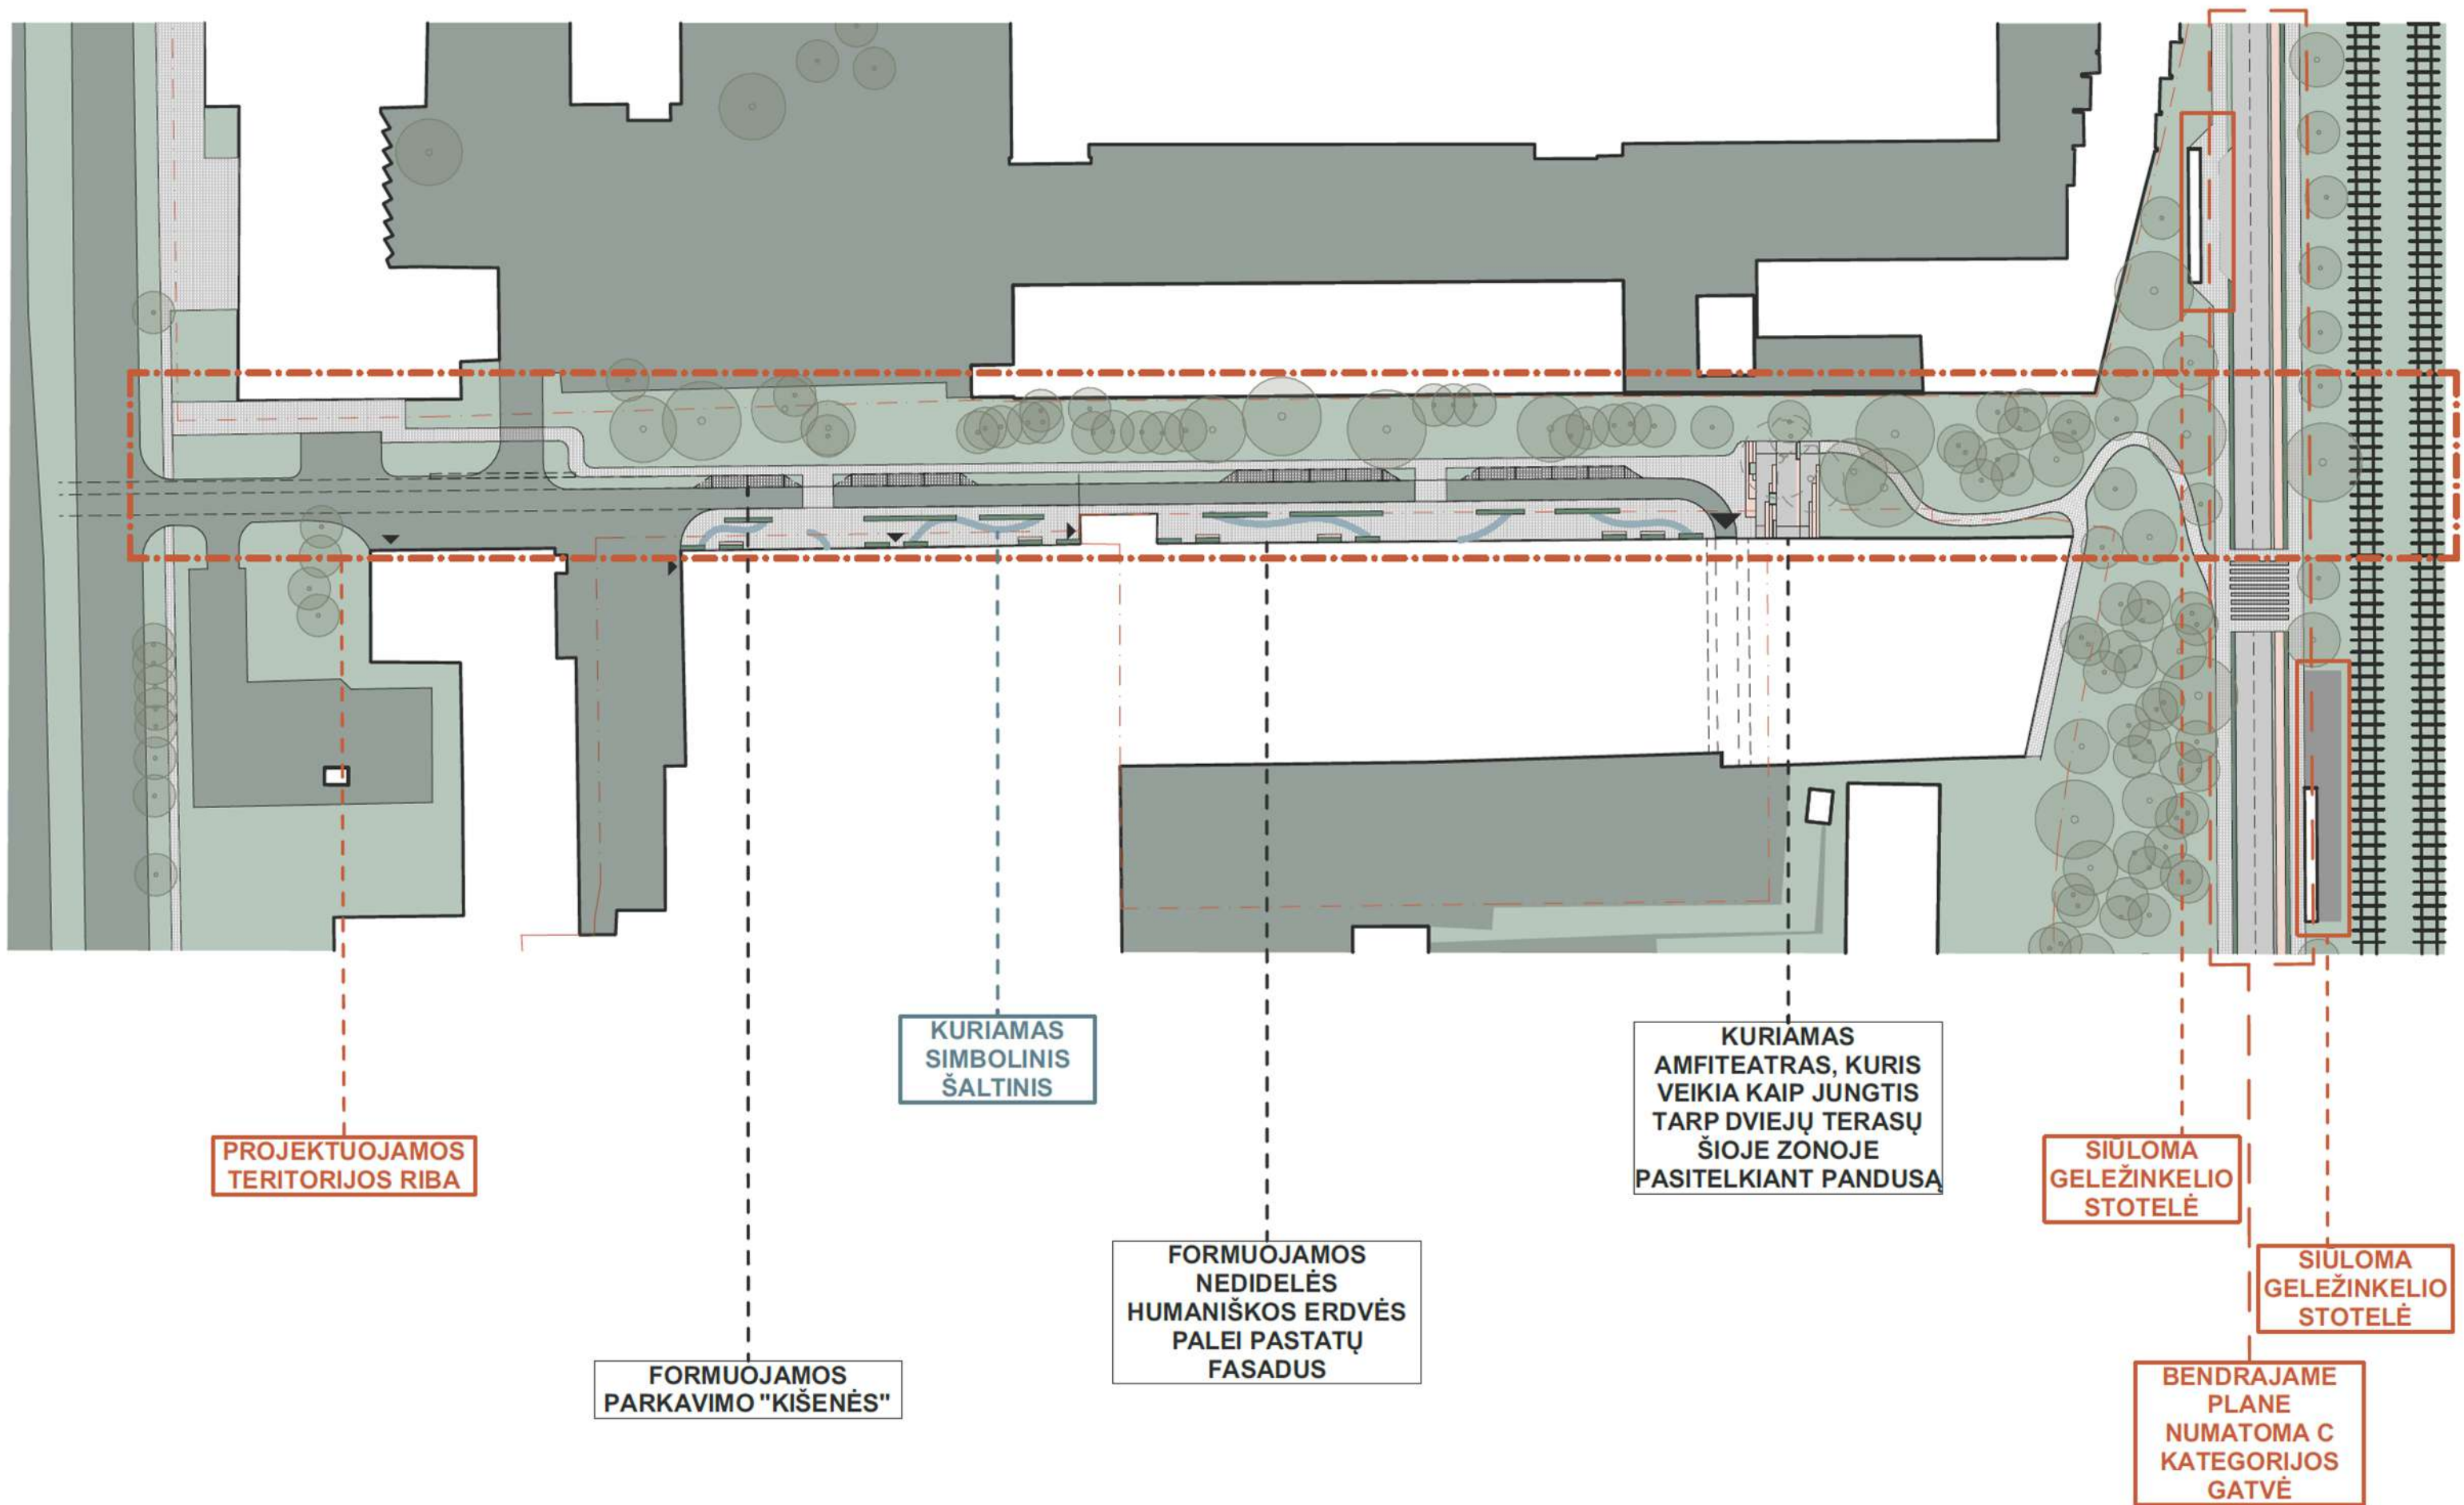 KURIAMAS
SIMBOLINIS
ŠALTINIS
KURIAMAS
AMFITEATRAS, KURIS
VEIKIA KAIP JUNGTIS
TARP DVIEJŲ TERASŲ
ŠIOJE ZONOJE
PASITELKIANT PANDUSĄ
PROJEKTUOJAMOS
TERITORIJOS RIBA
SIŪLOMA
GELEŽINKELIO
STOTELĖ
FORMUOJAMOS
NEDIDELĖS
HUMANIŠKOS ERDVĖS
PALEI PASTATŲ
FASADUS
SIŪLOMA
GELEŽINKELIO
STOTELĖ
FORMUOJAMOS
PARKAVIMO "KIŠENĖS"
BENDRAJAME
PLANE
NUMATOMA C
KATEGORIJOS
GATVĖ